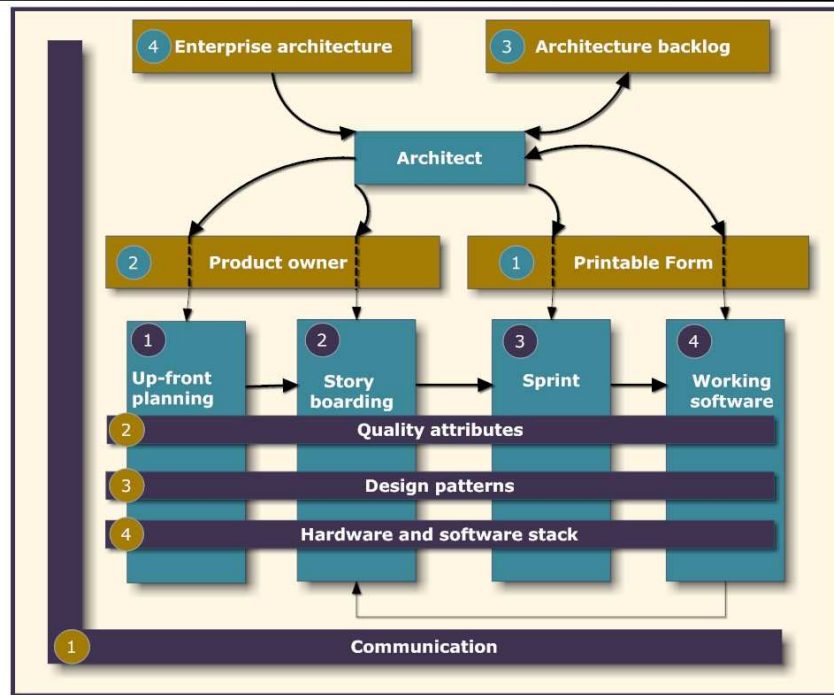 4 Enterprise architecture
3 Architecture backlog
Architect
2 Product owner
1 Printable Form
1
Up-front
planning
2
Story
boarding
3
Sprint
4
Working
software
2 Quality attributes
3 Design patterns
4 Hardware and software stack
1 Communication